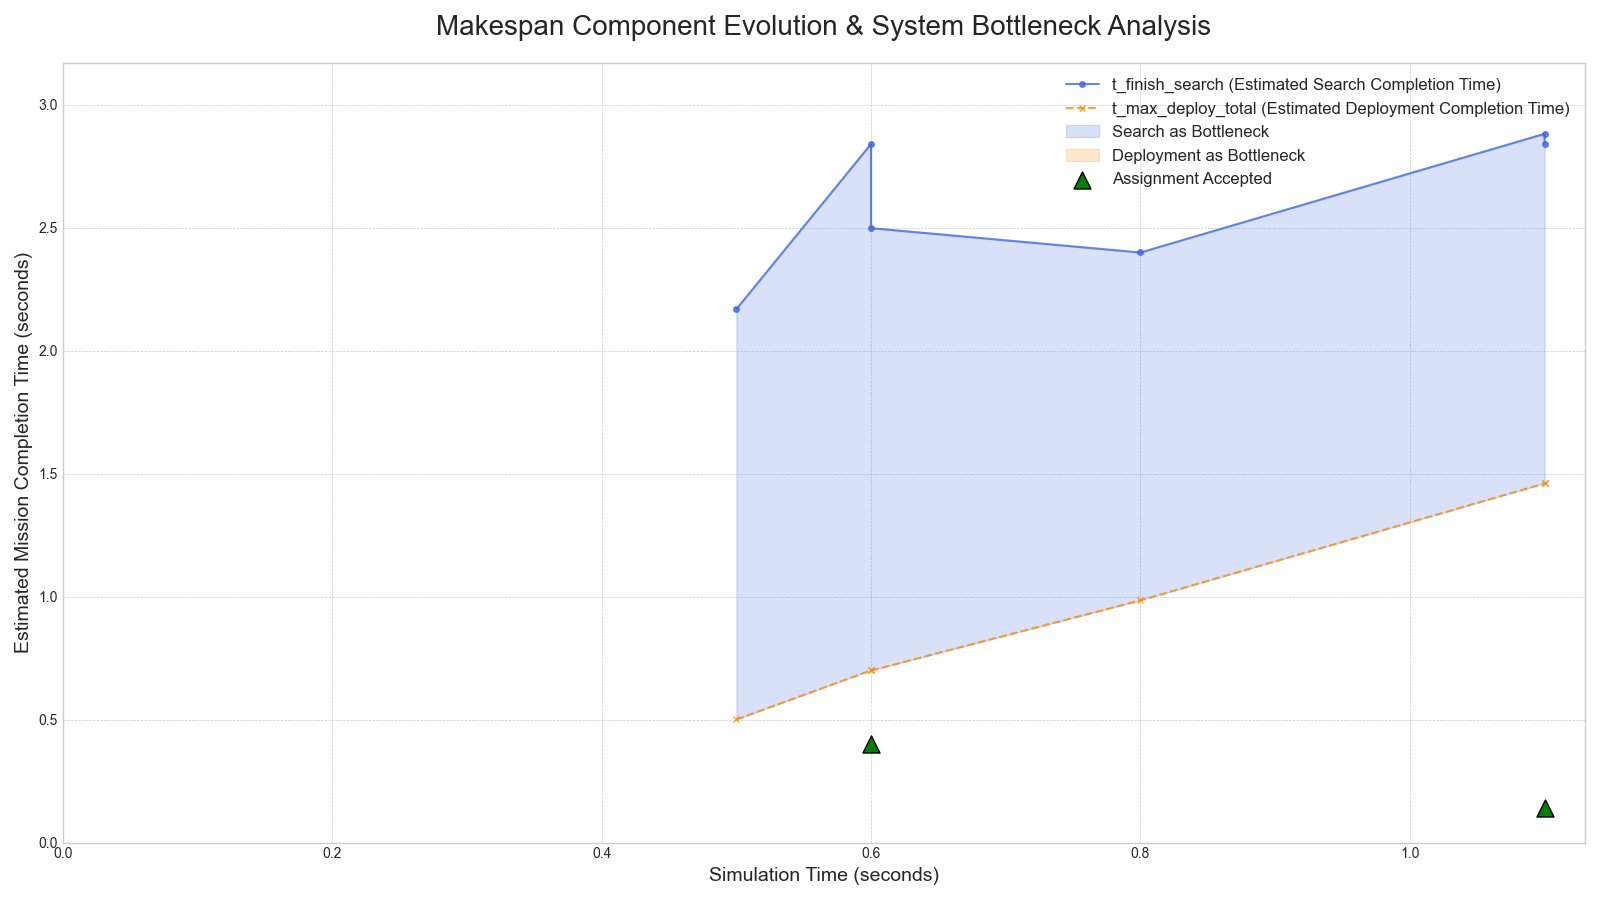 Makespan Component Evolution & System Bottleneck Analysis
t_finish_search (Estimated Search Completion Time)
t_max_deploy_total (Estimated Deployment Completion Time)
Search as Bottleneck
Deployment as Bottleneck
Assignment Accepted
Estimated Mission Completion Time (seconds)
3.0
2.5
2.0
1.5
1.0
0.5
0.0
0.0 0.2 0.4 0.6 0.8 1.0
Simulation Time (seconds)